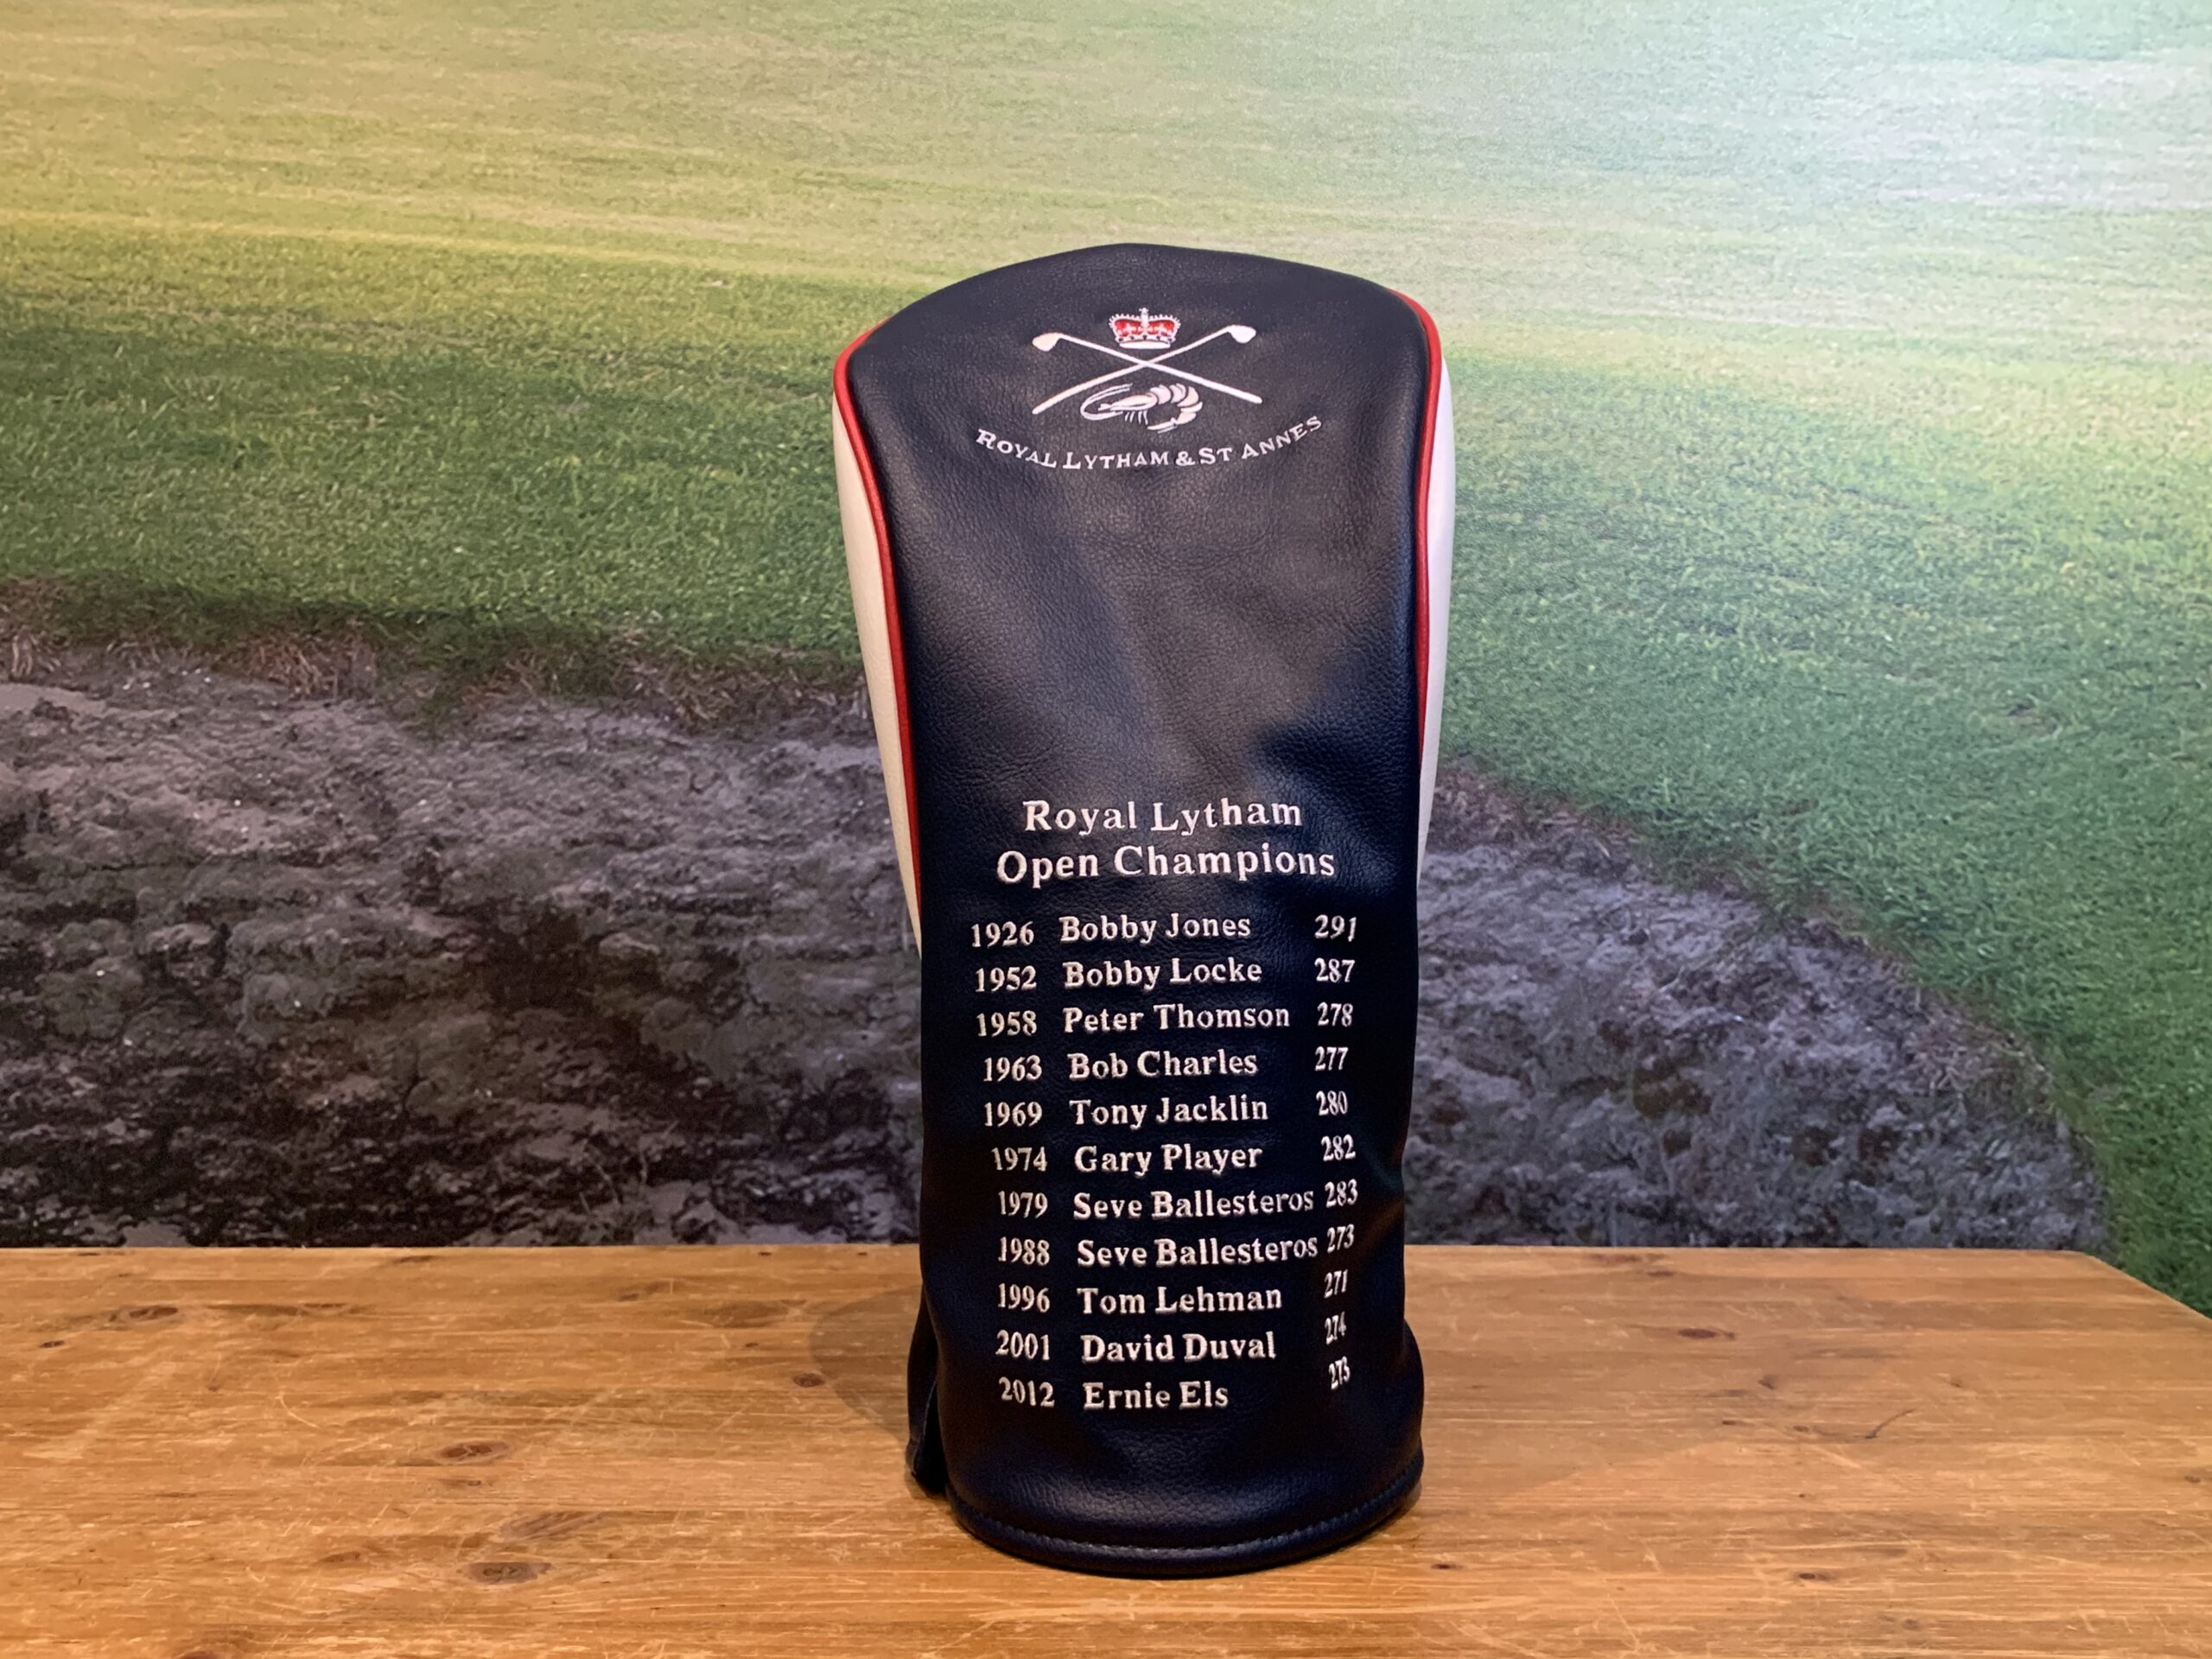 ROYAL LYTHAM & ST ANNES
Royal Lytham
Open Champions
1926 Bobby Jones 291
1952 Bobby Locke 287
1958 Peter Thomson 278
1963 Bob Charles 277
1969 Tony Jacklin 280
1974 Gary Player 282
1979 Seve Ballesteros 283
1988 Seve Ballesteros 273
1996 Tom Lehman 271
2001 David Duval 274
2012 Ernie Els 273